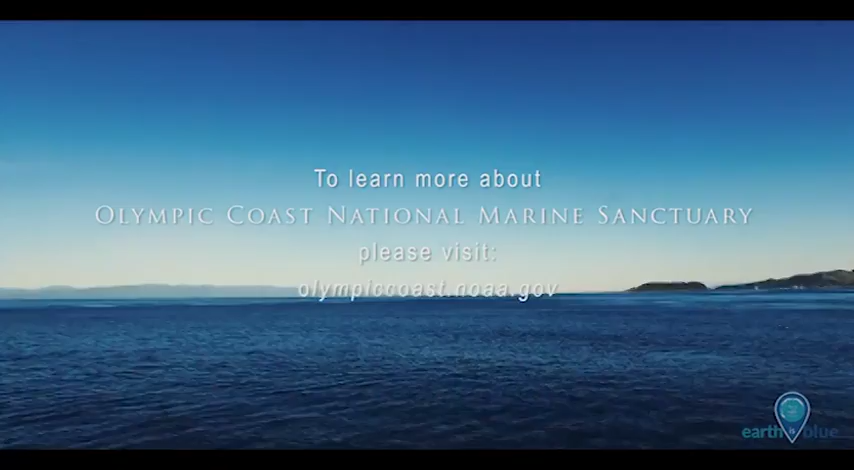 To learn more about
OLYMPIC COAST NATIONAL MARINE SANCTUARY
please visit:
olympiccoast.noaa.gov
earth is blue